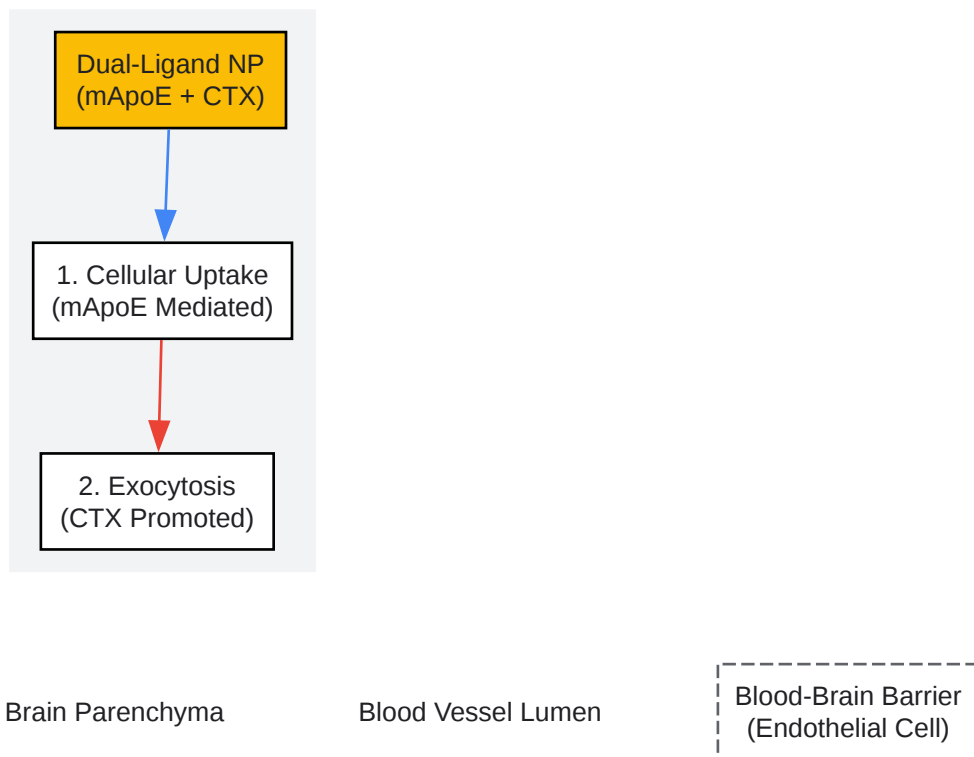 Dual-Ligand NP
(mApoE + CTX)
1. Cellular Uptake
(mApoE Mediated)
2. Exocytosis
(CTX Promoted)
Brain Parenchyma
Blood Vessel Lumen
Blood-Brain Barrier
(Endothelial Cell)